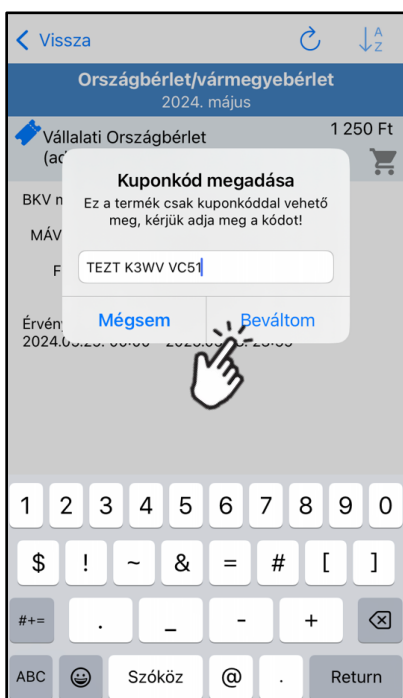 Vissza
A
Z
Országbérlet/vármegyebérlet
2024. május
Vállalati Országbérlet
1 250 Ft
Kuponkód megadása
Ez a termék csak kuponkóddal vehető
meg, kérjük adja meg a kódot!
BKV
MÁV
F
TEZT K3WV VC51
Mégsem
Beváltom
2024.
1 2 3 4 5 6 7 8 9 0
$ ! ~ & = # [ ]
#+= . _ - +
ABC Szóköz @ . Return